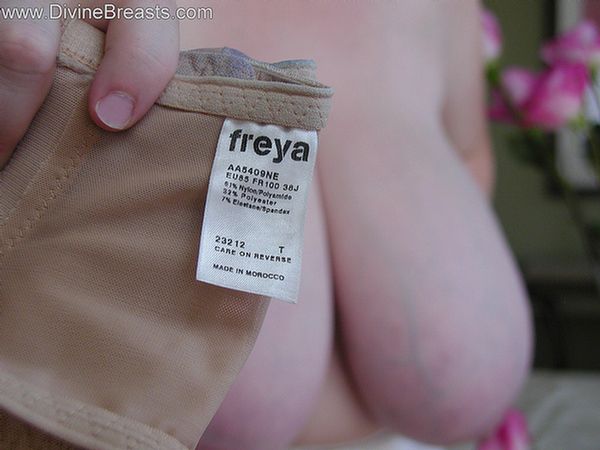 www.DivineBreasts.com
freya
AA5409NE
EU85 FR100 38J
61% Nylon/Polyamide
32% Polyester
7% Elastane/Spandex
23212 T
CARE ON REVERSE
MADE IN MOROCCO